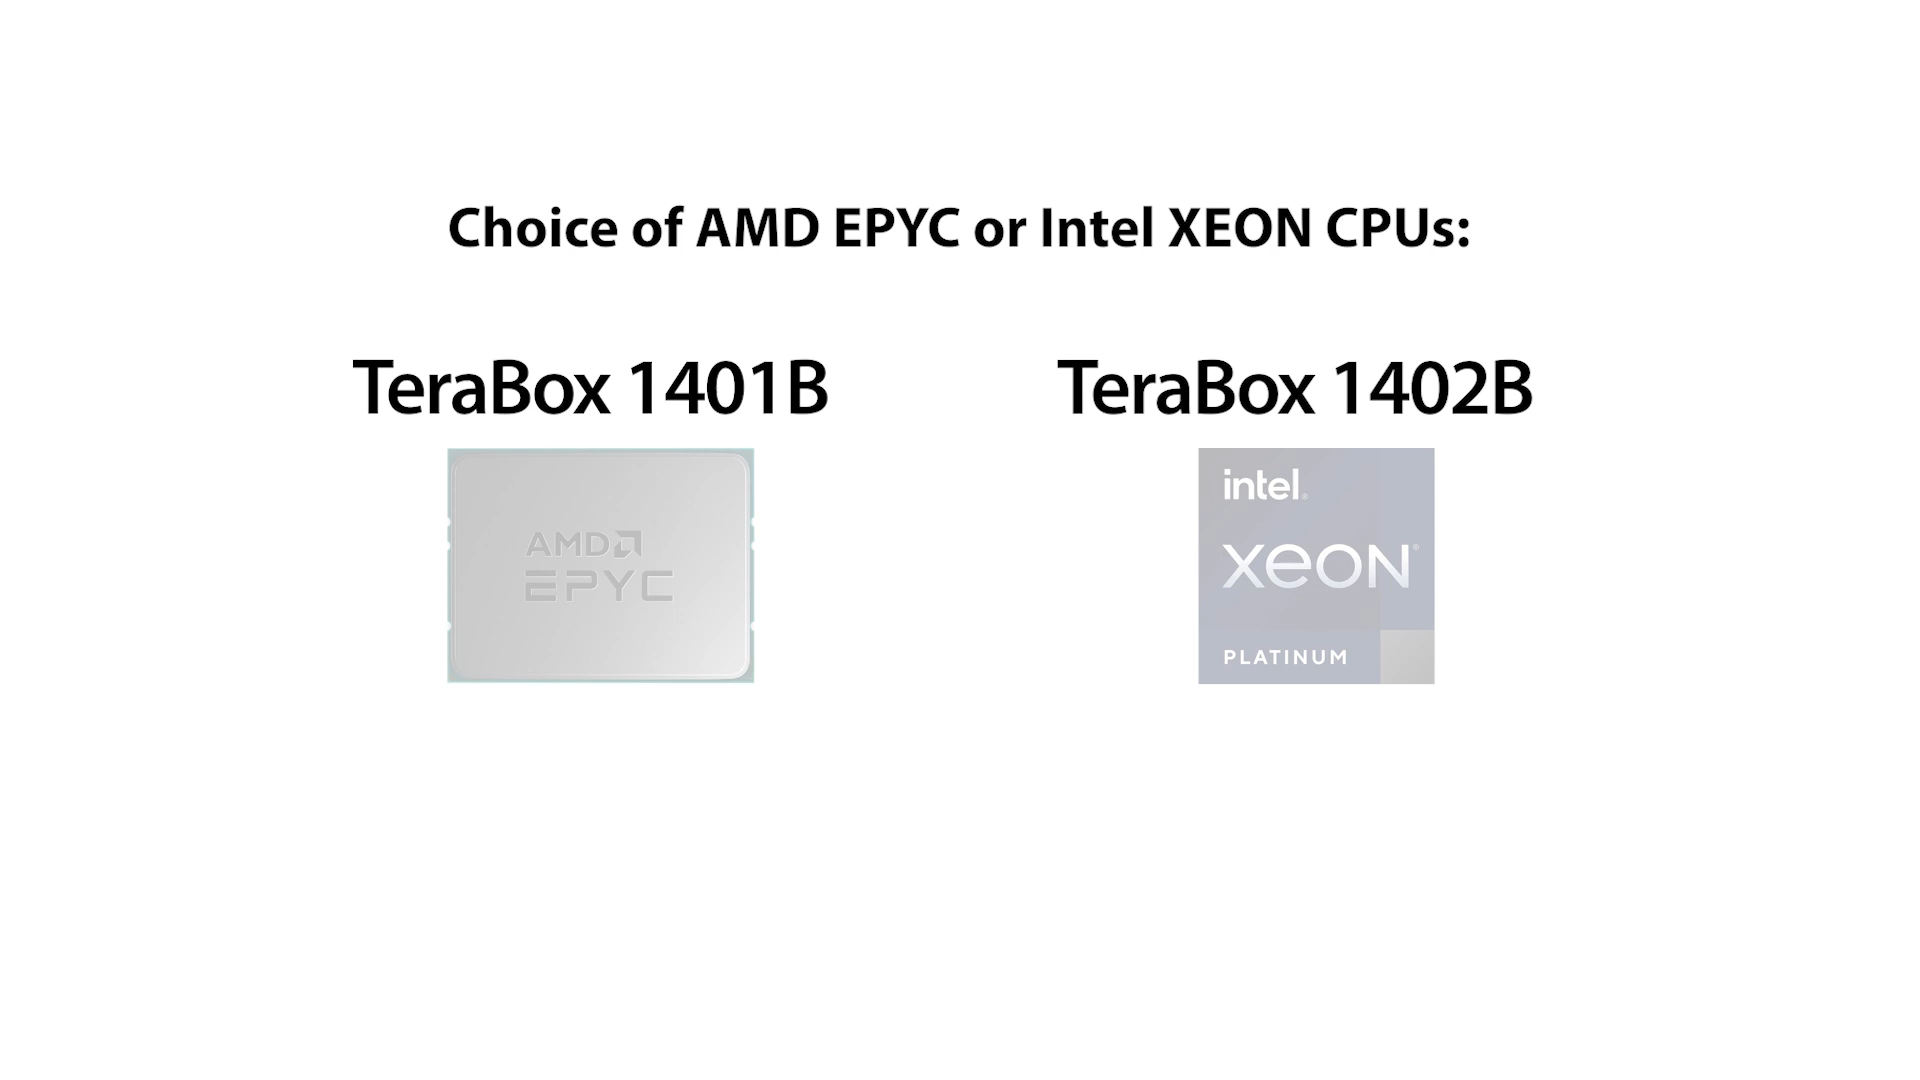 Choice of AMD EPYC or Intel XEON CPUs:
TeraBox 1401B
TeraBox 1402B
AMD
EPYC
intel®
xeon®
PLATINUM